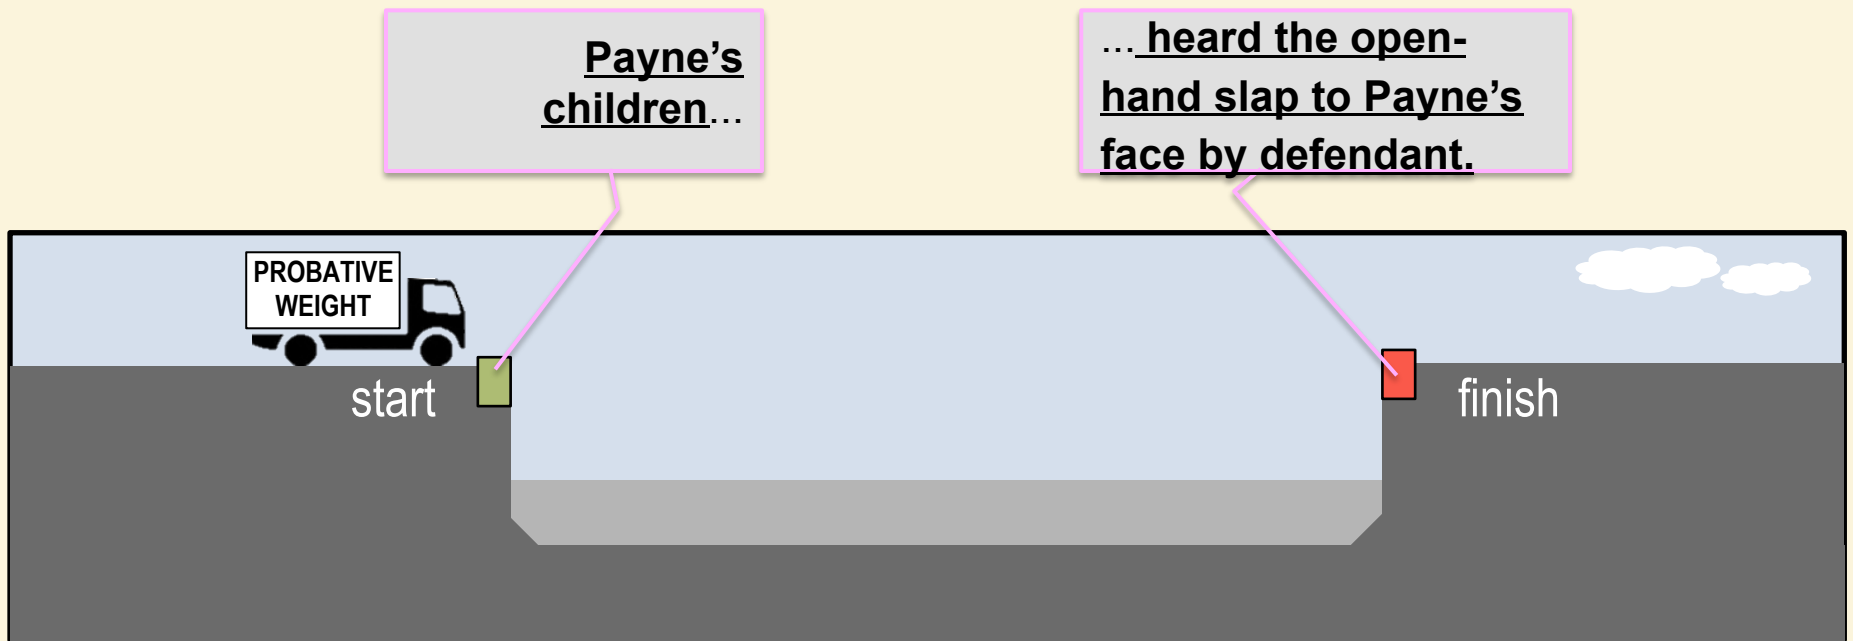 Payne’s
children...
... heard the open-
hand slap to Payne’s
face by defendant.
PROBATIVE
WEIGHT
start
finish